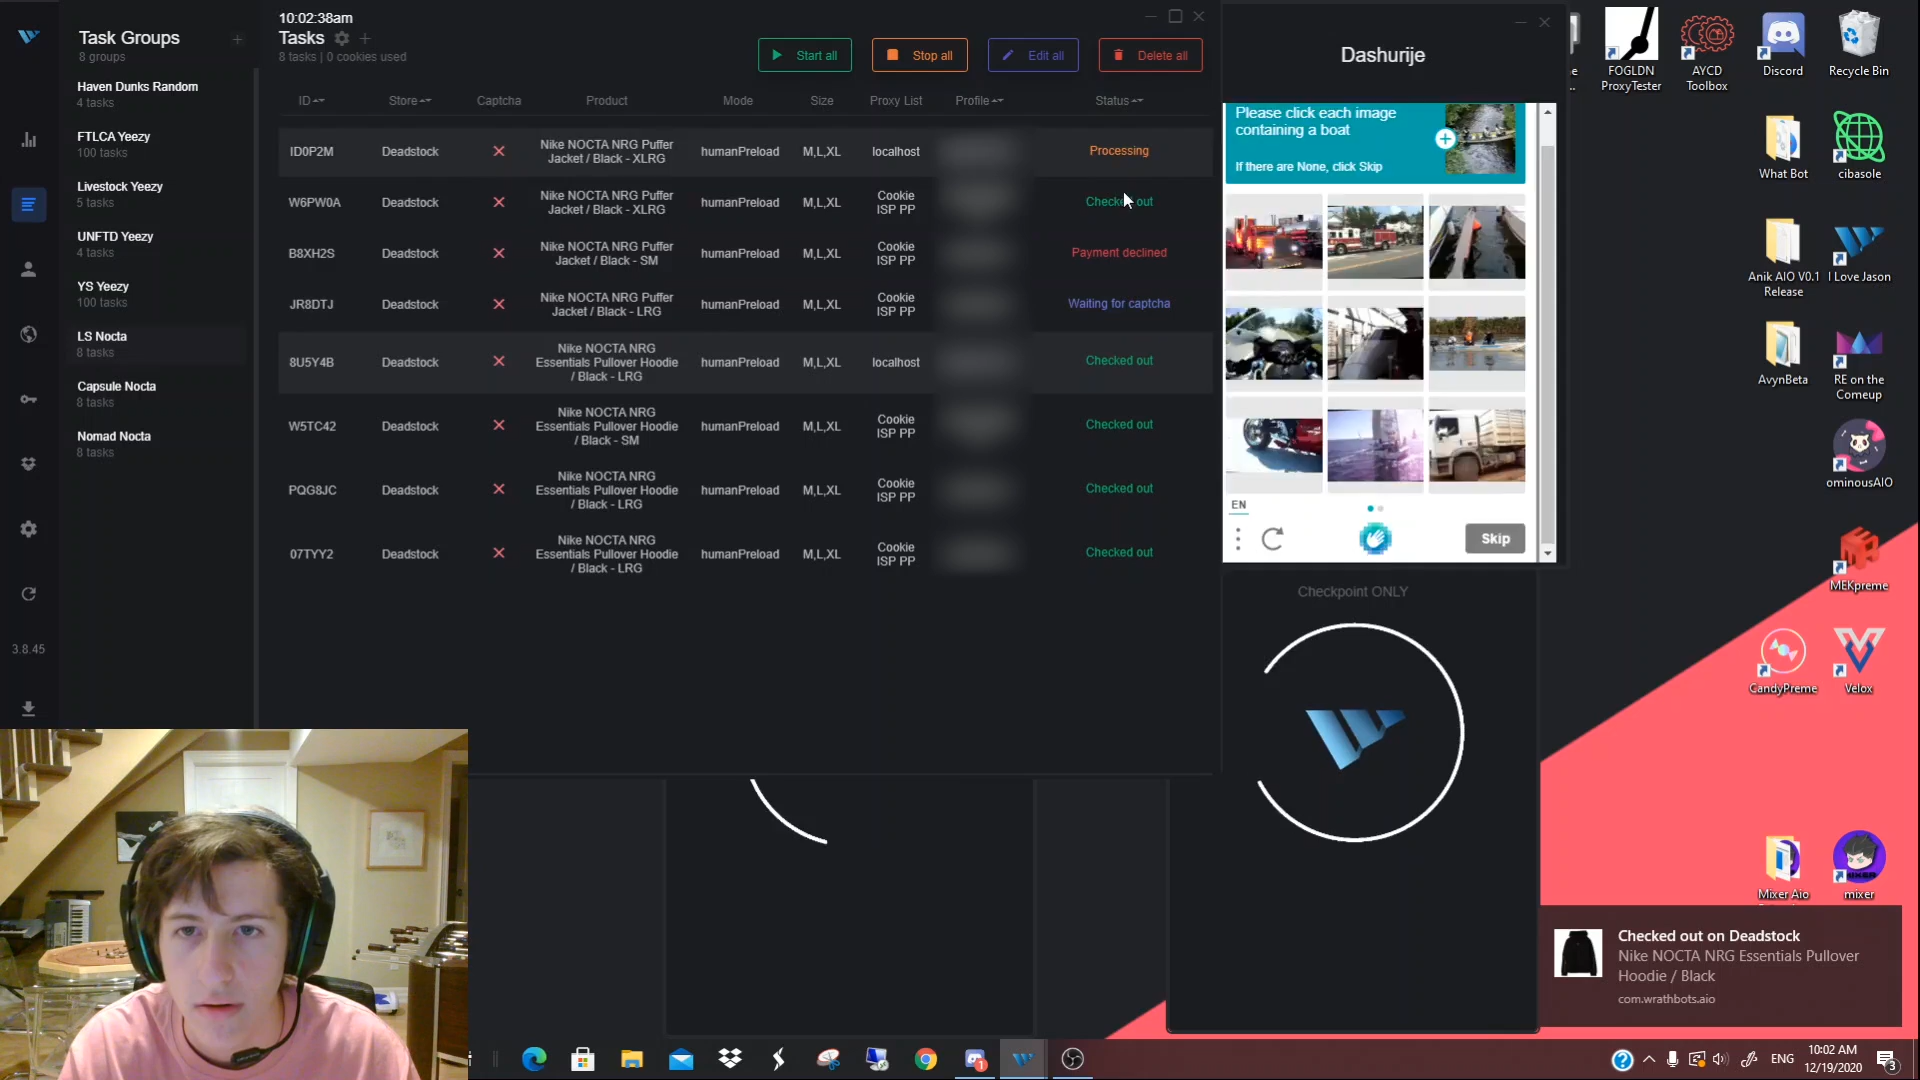 Task Groups
8 groups
Haven Dunks Random
4 tasks
FTLCA Yeezy
100 tasks
Livestock Yeezy
5 tasks
UNFTD Yeezy
4 tasks
YS Yeezy
100 tasks
LS Nocta
8 tasks
Capsule Nocta
8 tasks
Nomad Nocta
8 tasks
3.8.45
10:02:38am
Tasks
8 tasks | 0 cookies used
Start all
Stop all
Edit all
Delete all
ID Store Captcha Product Mode Size Proxy List Profile Status
ID0P2M Deadstock Nike NOCTA NRG Puffer Jacket / Black - XLRG humanPreload M,L,XL localhost Processing
W6PW0A Deadstock Nike NOCTA NRG Puffer Jacket / Black - XLRG humanPreload M,L,XL Cookie ISP PP Checked out
B8XH2S Deadstock Nike NOCTA NRG Puffer Jacket / Black - SM humanPreload M,L,XL Cookie ISP PP Payment declined
JR8DTJ Deadstock Nike NOCTA NRG Puffer Jacket / Black - LRG humanPreload M,L,XL Cookie ISP PP Waiting for captcha
8U5Y4B Deadstock Nike NOCTA NRG Essentials Pullover Hoodie / Black - LRG humanPreload M,L,XL localhost Checked out
W5TC42 Deadstock Nike NOCTA NRG Essentials Pullover Hoodie / Black - SM humanPreload M,L,XL Cookie ISP PP Checked out
PQG8JC Deadstock Nike NOCTA NRG Essentials Pullover Hoodie / Black - LRG humanPreload M,L,XL Cookie ISP PP Checked out
07TYY2 Deadstock Nike NOCTA NRG Essentials Pullover Hoodie / Black - LRG humanPreload M,L,XL Cookie ISP PP Checked out
Dashurije
Please click each image
containing a boat
If there are None, click Skip
EN
Skip
Checkpoint ONLY
FOGLDN
ProxyTester
AYCD
Toolbox
Discord
Recycle Bin
What Bot
cibasole
Anik AIO V0.1
Release
I Love Jason
AvynBeta
RE on the
Comeup
ominousAIO
MEKpreme
CandyPreme
Velox
Mixer Aio
mixer
Checked out on Deadstock
Nike NOCTA NRG Essentials Pullover
Hoodie / Black
com.wrathbots.aio
ENG
10:02 AM
12/19/2020
3